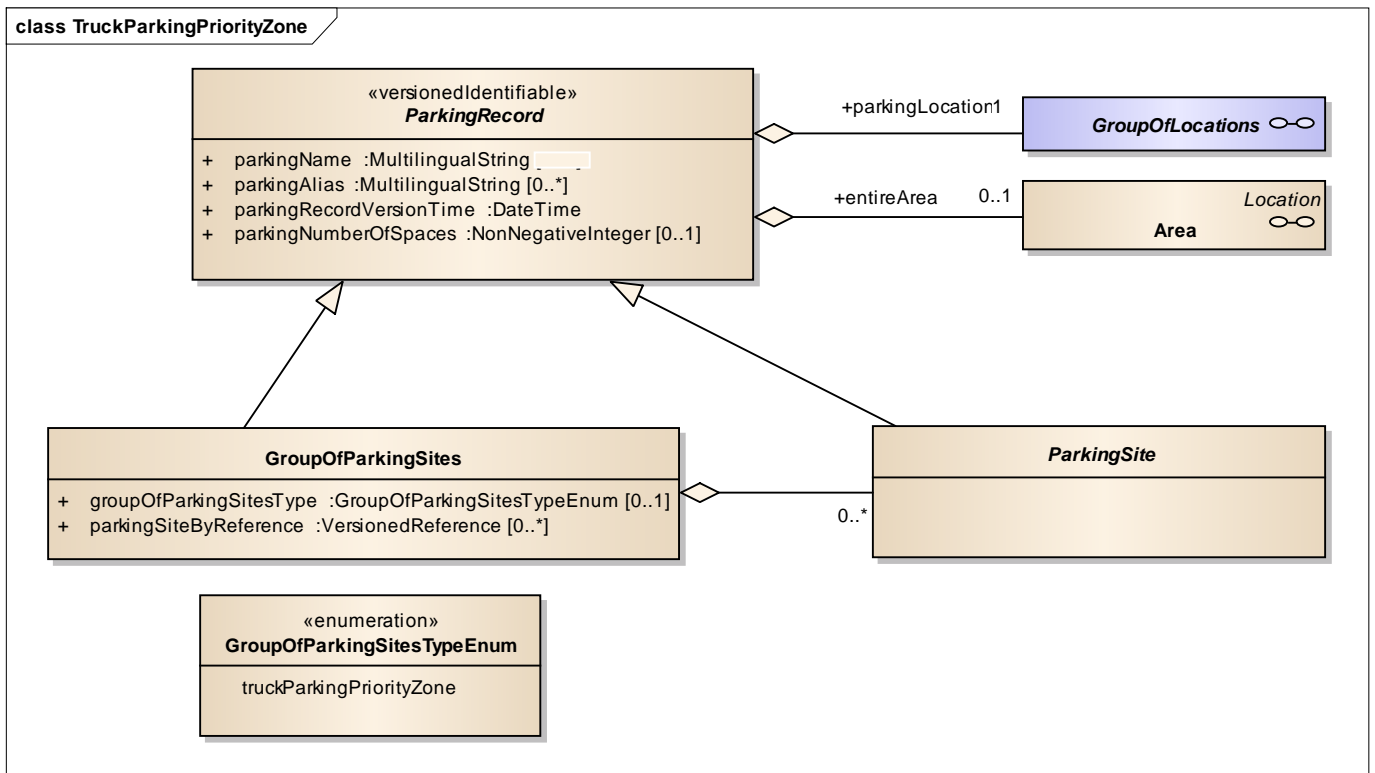 class TruckParkingPriorityZone
«versionedIdentifiable»
ParkingRecord
+ parkingName :MultilingualString
+ parkingAlias :MultilingualString [0..*]
+ parkingRecordVersionTime :DateTime
+ parkingNumberOfSpaces :NonNegativeInteger [0..1]
+parkingLocation 1
GroupOfLocations
+entireArea 0..1
Location
Area
GroupOfParkingSites
+ groupOfParkingSitesType :GroupOfParkingSitesTypeEnum [0..1]
+ parkingSiteByReference :VersionedReference [0..*]
0..*
ParkingSite
«enumeration»
GroupOfParkingSitesTypeEnum
truckParkingPriorityZone